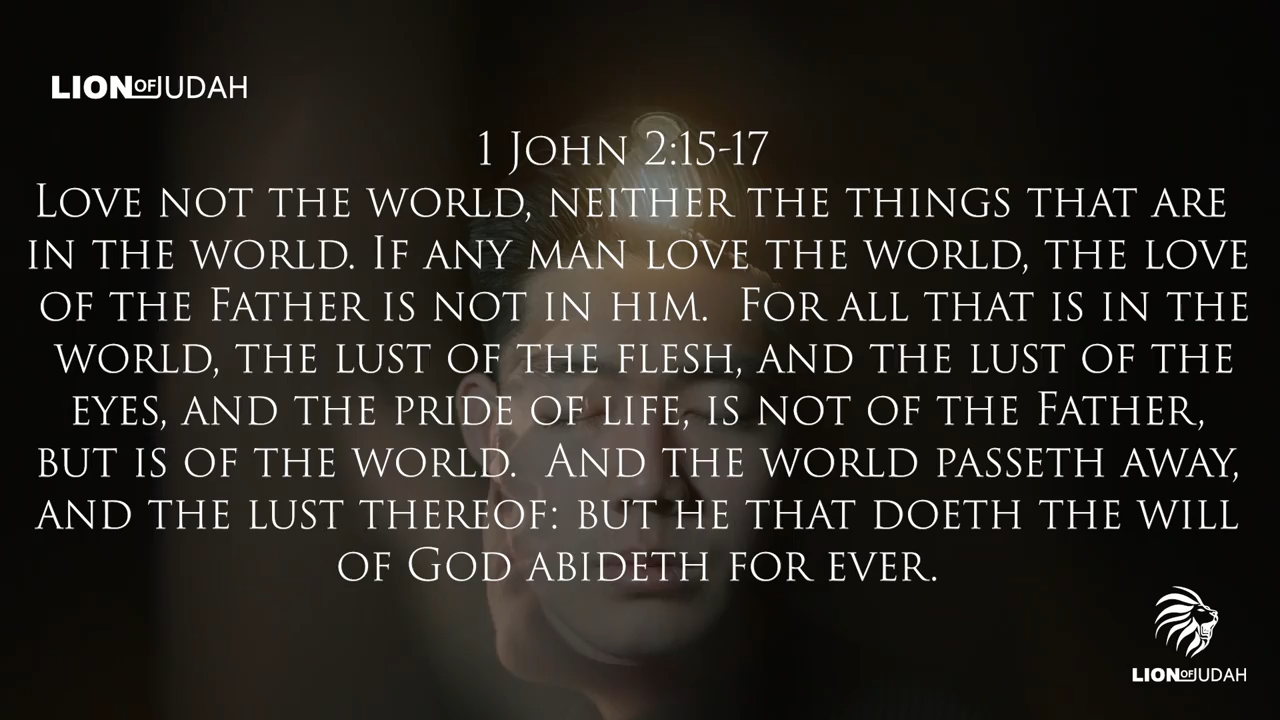 LIONOFJUDAH
1 John 2:15-17
Love not the world, neither the things that are
in the world. If any man love the world, the love
of the Father is not in him. For all that is in the
world, the lust of the flesh, and the lust of the
eyes, and the pride of life, is not of the Father,
but is of the world. And the world passeth away,
and the lust thereof: but he that doeth the will
of God abideth for ever.
LIONOFJUDAH